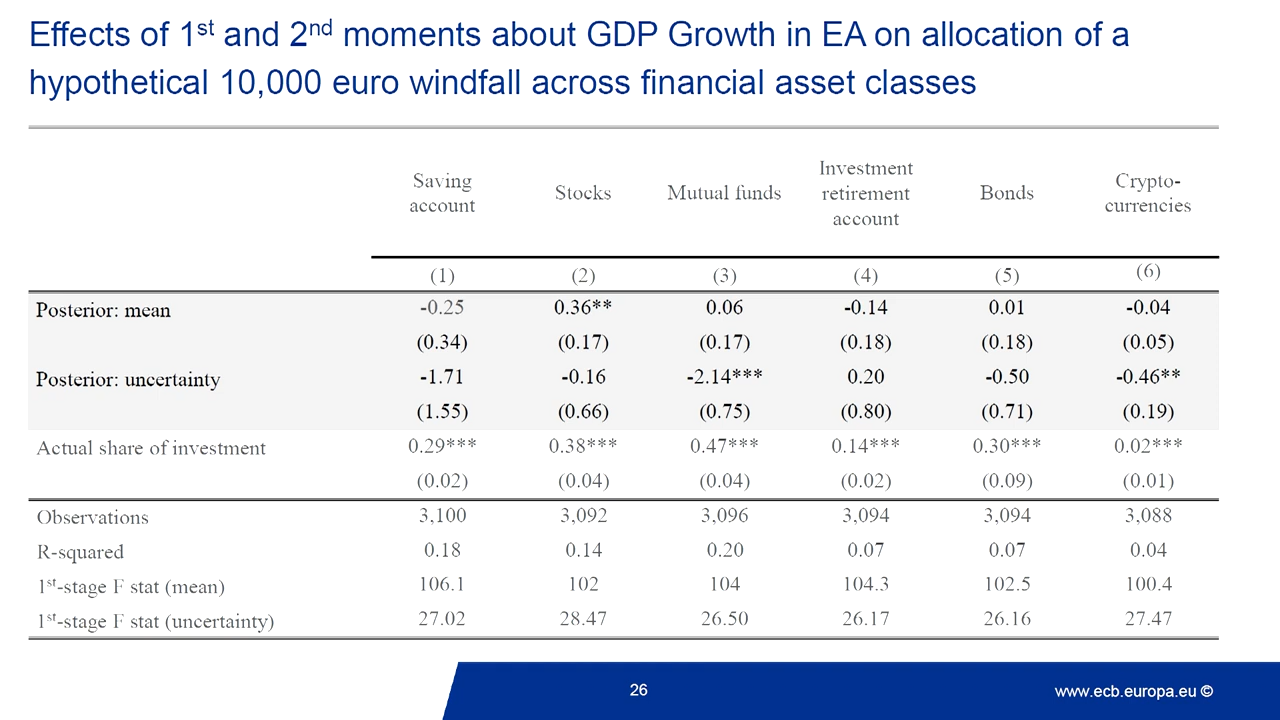 Effects of 1st and 2nd moments about GDP Growth in EA on allocation of a
hypothetical 10,000 euro windfall across financial asset classes
Saving account Stocks Mutual funds Investment retirement account Bonds Crypto-currencies
(1) (2) (3) (4) (5) (6)
Posterior: mean -0.25 0.36** 0.06 -0.14 0.01 -0.04
(0.34) (0.17) (0.17) (0.18) (0.18) (0.05)
Posterior: uncertainty -1.71 -0.16 -2.14*** 0.20 -0.50 -0.46**
(1.55) (0.66) (0.75) (0.80) (0.71) (0.19)
Actual share of investment 0.29*** 0.38*** 0.47*** 0.14*** 0.30*** 0.02***
(0.02) (0.04) (0.04) (0.02) (0.09) (0.01)
Observations 3,100 3,092 3,096 3,094 3,094 3,088
R-squared 0.18 0.14 0.20 0.07 0.07 0.04
1st-stage F stat (mean) 106.1 102 104 104.3 102.5 100.4
1st-stage F stat (uncertainty) 27.02 28.47 26.50 26.17 26.16 27.47
26
www.ecb.europa.eu ©